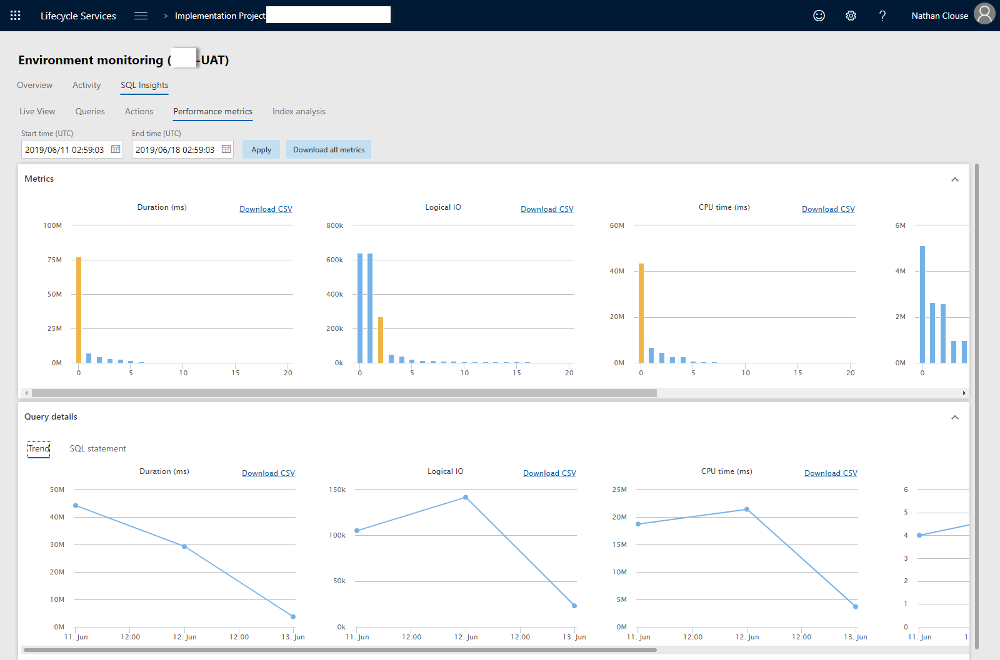 Lifecycle Services > Implementation Project ? Nathan Clouse
Environment monitoring ( -UAT)
Overview Activity SQL Insights
Live View Queries Actions Performance metrics Index analysis
Start time (UTC) End time (UTC)
2019/06/11 02:59:03 2019/06/18 02:59:03 Apply Download all metrics
Metrics
Duration (ms) Download CSV
100M
75M
50M
25M
0M
0 5 10 15 20
Logical IO Download CSV
800k
600k
400k
200k
0k
0 5 10 15 20
CPU time (ms) Download CSV
60M
40M
20M
0M
0 5 10 15 20
6M
4M
2M
0M
0
Query details
Trend SQL statement
Duration (ms) Download CSV
50M
40M
30M
20M
10M
0M
11. Jun 12:00 12. Jun 12:00 13. Jun
Logical IO Download CSV
150k
100k
50k
0k
11. Jun 12:00 12. Jun 12:00 13. Jun
CPU time (ms) Download CSV
25M
20M
15M
10M
5M
0M
11. Jun 12:00 12. Jun 12:00 13. Jun
6
5
4
3
2
1
0
11. Jun